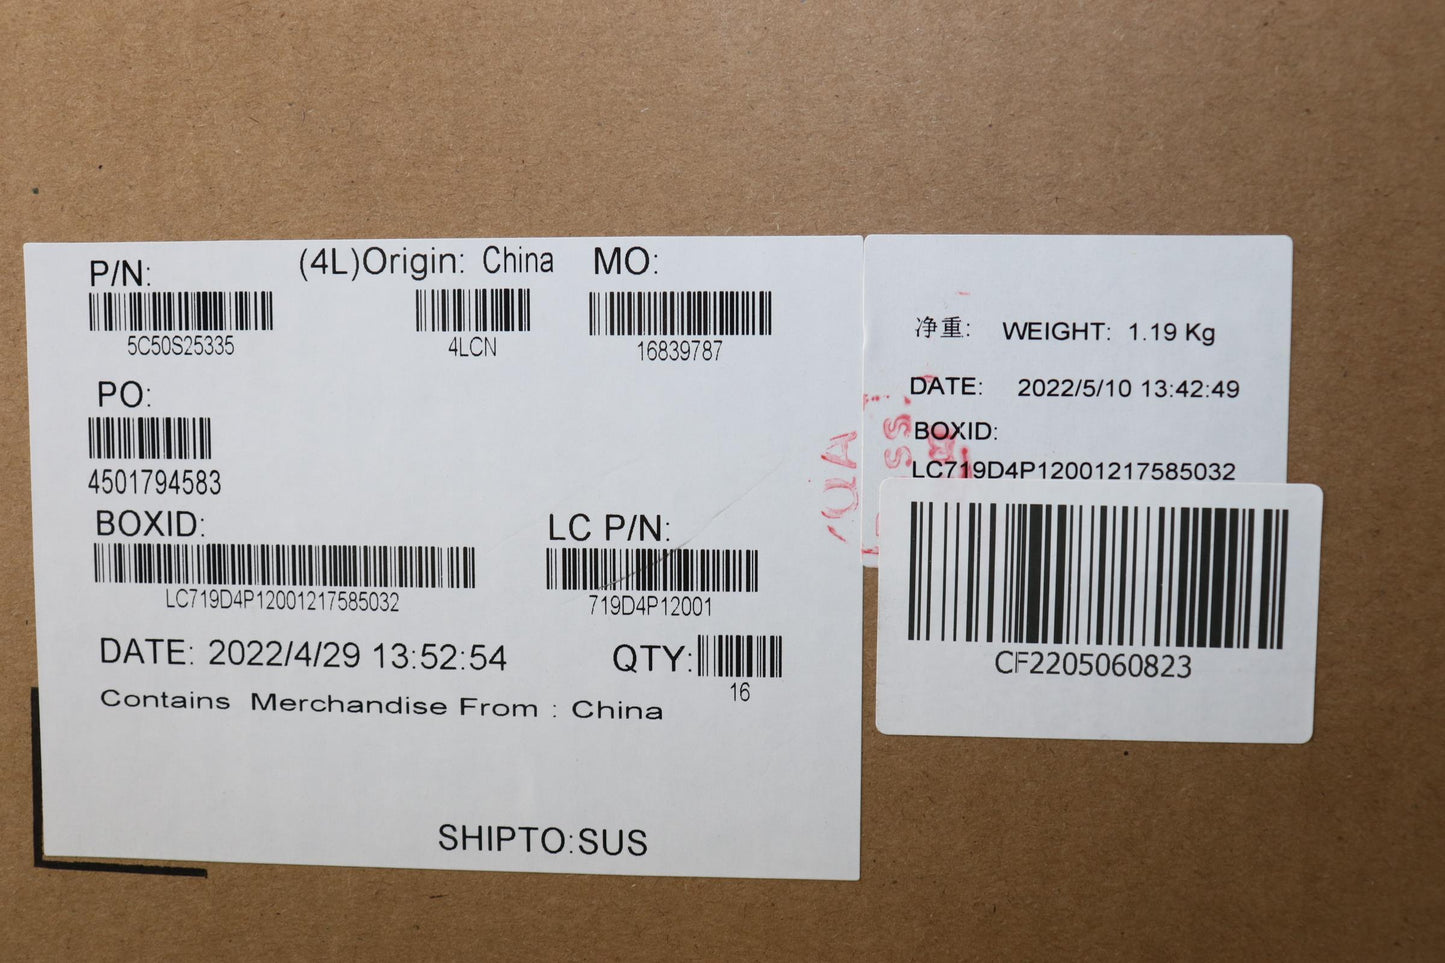 P/N:
(4L)Origin: China
MO:
5C50S25335
4LCN
16839787
PO:
4501794583
BOXID:
LC P/N:
LC719D4P12001217585032
719D4P12001
DATE: 2022/4/29 13:52:54
QTY:
16
Contains Merchandise From : China
SHIPTO:SUS
净重: WEIGHT: 1.19 Kg
DATE: 2022/5/10 13:42:49
BOXID:
LC719D4P12001217585032
CF2205060823